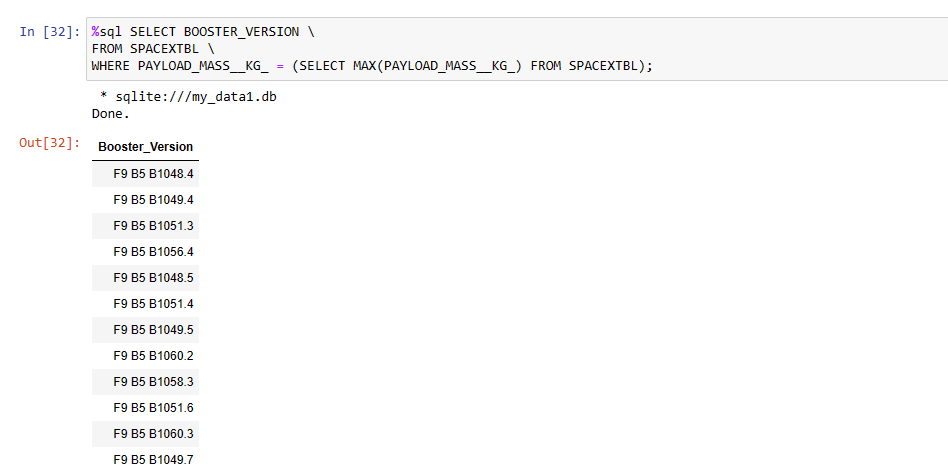 In [32]: %sql SELECT BOOSTER_VERSION \
FROM SPACEXTBL \
WHERE PAYLOAD_MASS__KG_ = (SELECT MAX(PAYLOAD_MASS__KG_) FROM SPACEXTBL);
* sqlite:///my_data1.db
Done.
Out[32]: Booster_Version
F9 B5 B1048.4
F9 B5 B1049.4
F9 B5 B1051.3
F9 B5 B1056.4
F9 B5 B1048.5
F9 B5 B1051.4
F9 B5 B1049.5
F9 B5 B1060.2
F9 B5 B1058.3
F9 B5 B1051.6
F9 B5 B1060.3
F9 B5 B1049.7